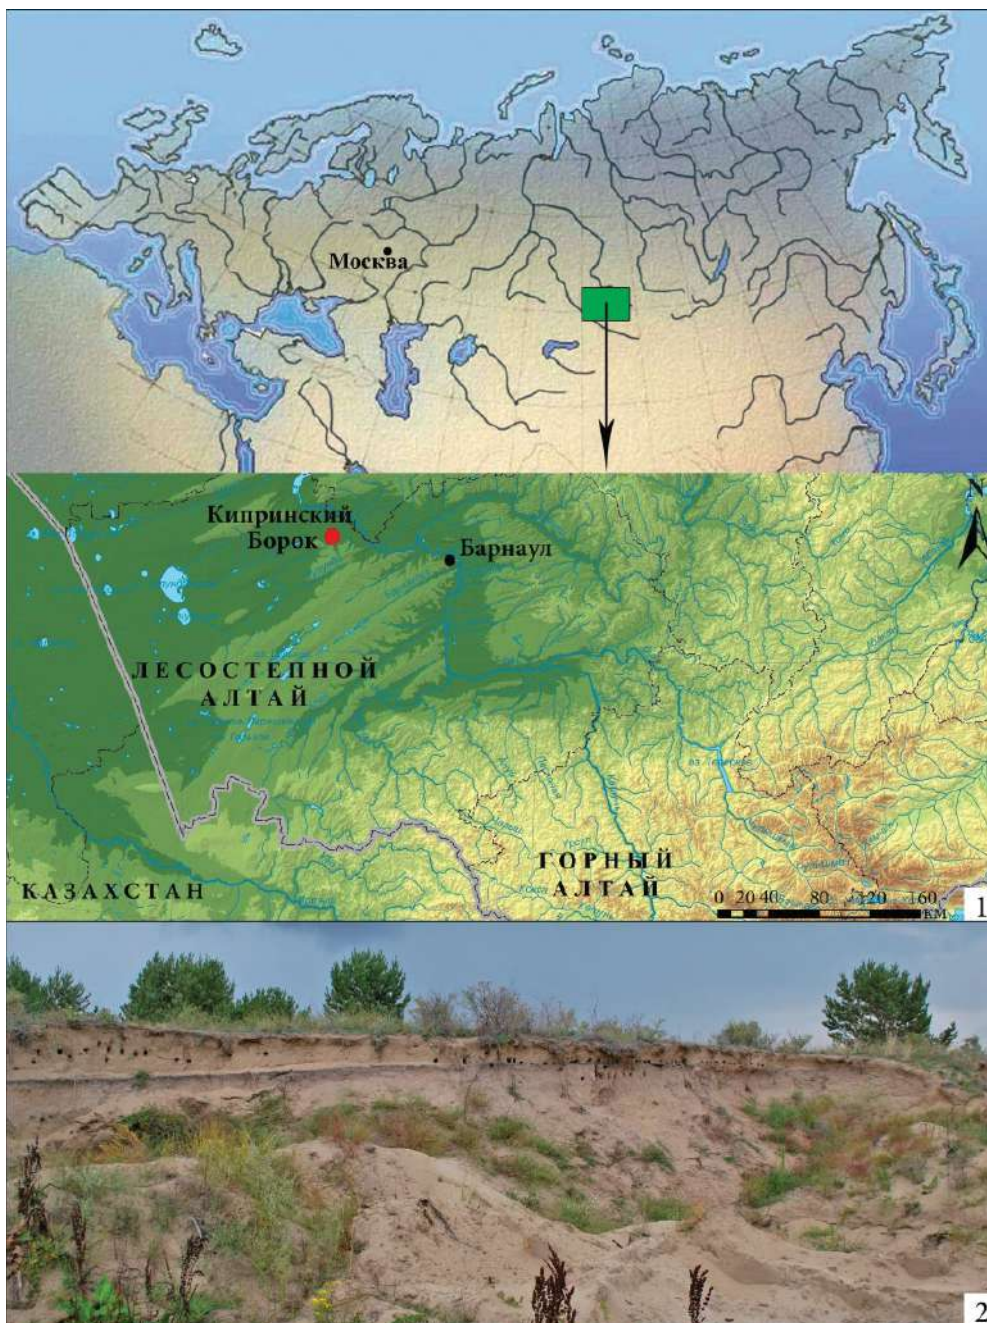 Москва
N
Кипринский
Борок
Барнаул
ЛЕСОСТЕПНОЙ
АЛТАЙ
ГОРНЫЙ
АЛТАЙ
КАЗАХСТАН
0 20 40 80 120 160
КМ
1
2